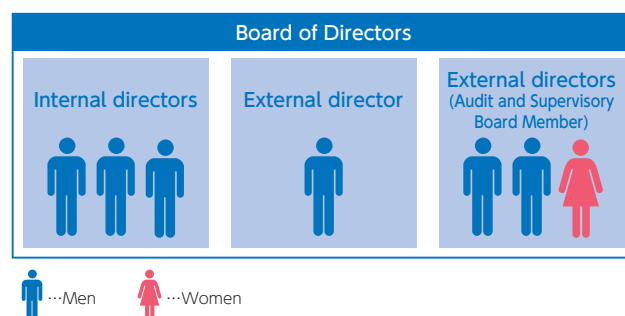 Board of Directors
Internal directors
External director
External directors
(Audit and Supervisory
Board Member)
…Men
…Women